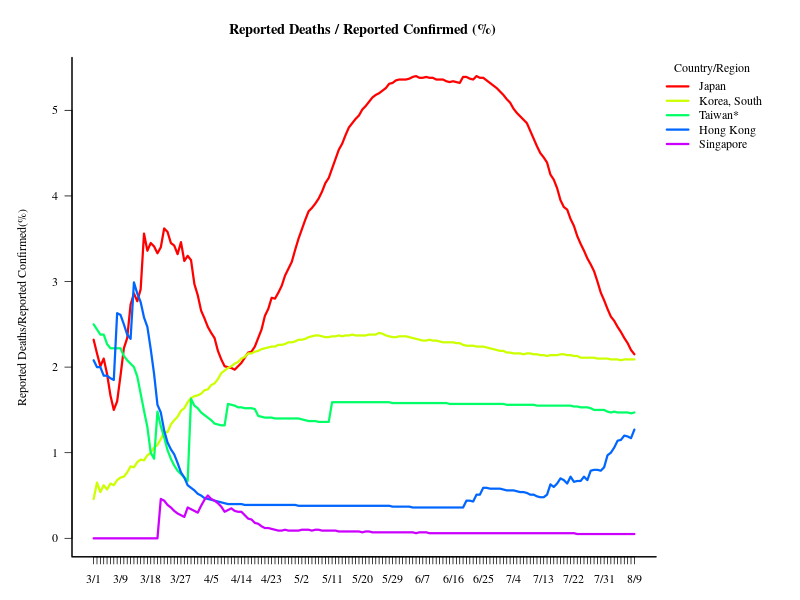 Reported Deaths / Reported Confirmed (%)
Country/Region
Japan
Korea, South
Taiwan*
Hong Kong
Singapore
Reported Deaths/Reported Confirmed(%)
5
4
3
2
1
0
3/1 3/9 3/18 3/27 4/5 4/14 4/23 5/2 5/11 5/20 5/29 6/7 6/16 6/25 7/4 7/13 7/22 7/31 8/9